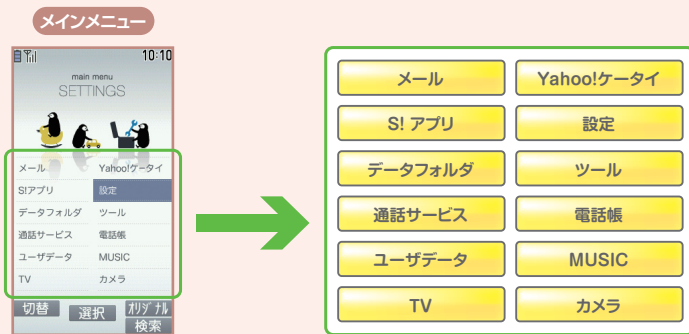 メインメニュー
10:10
main menu
SETTINGS
メール Yahoo!ケータイ
S!アプリ 設定
データフォルダ ツール
通話サービス 電話帳
ユーザデータ MUSIC
TV カメラ
切替 選択 オリジナル
検索
メール Yahoo!ケータイ
S! アプリ 設定
データフォルダ ツール
通話サービス 電話帳
ユーザデータ MUSIC
TV カメラ